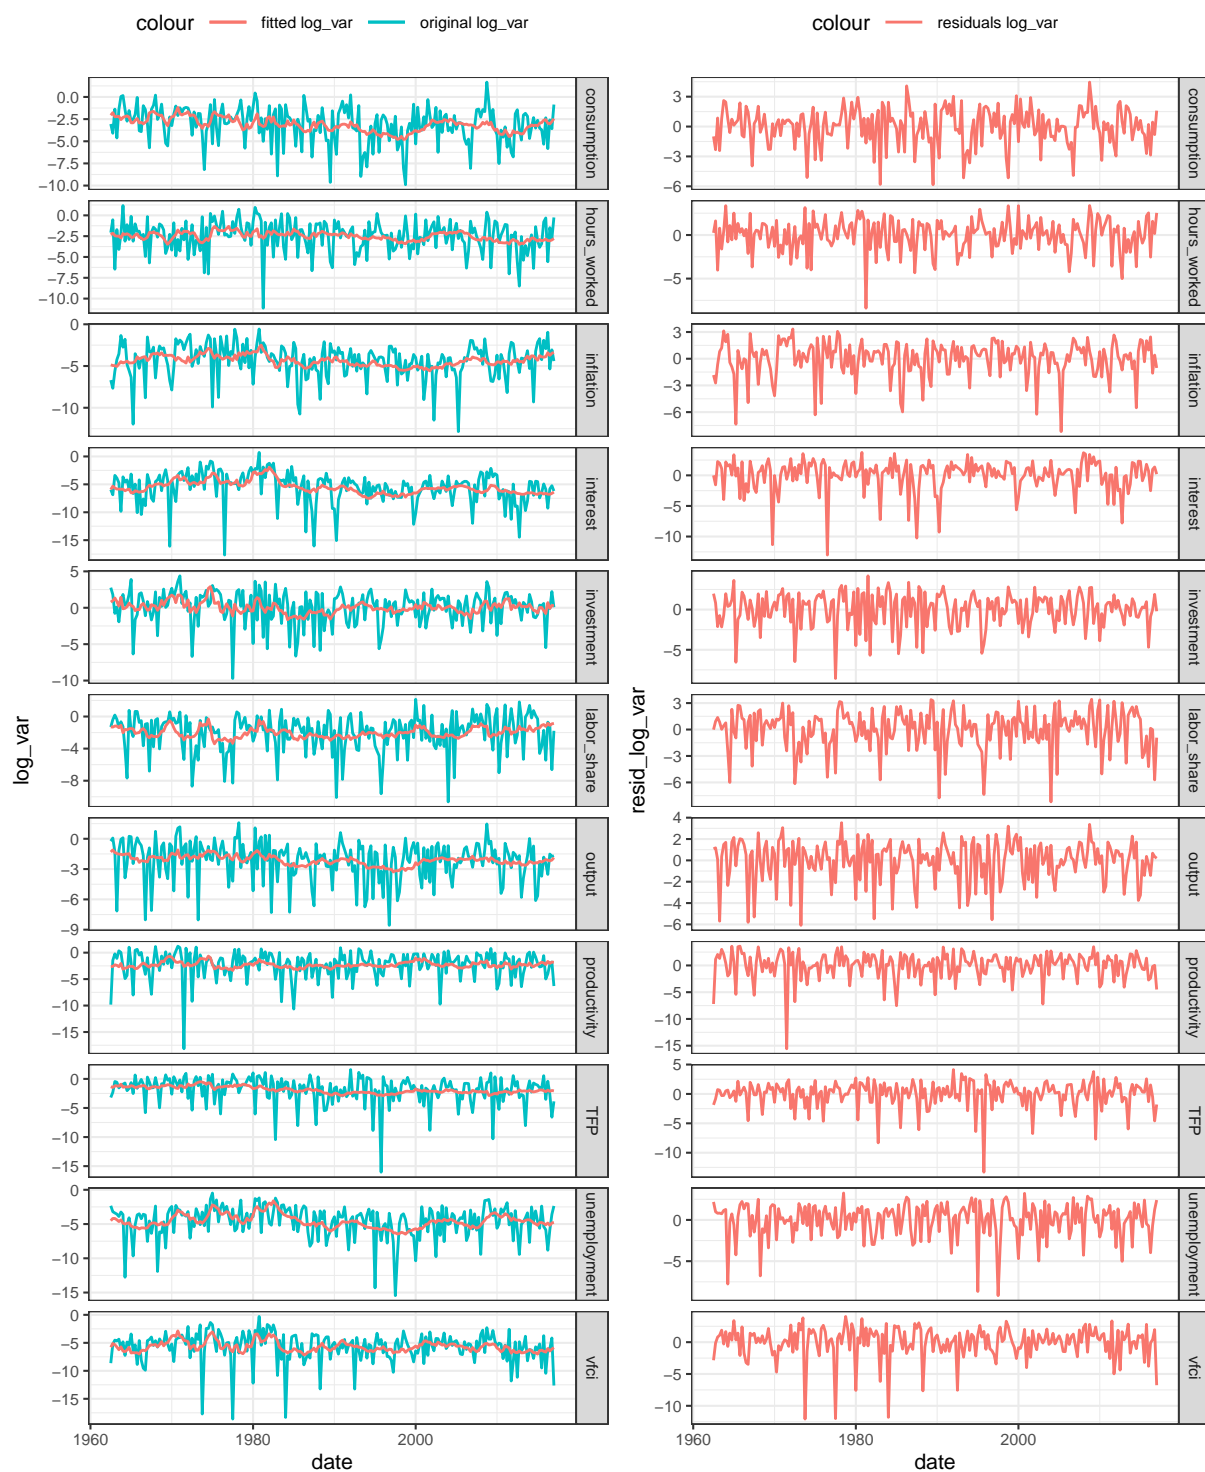 colour fitted log_var original log_var
colour residuals log_var
log_var
0.0
−2.5
−5.0
−7.5
−10.0
consumption
0.0
−2.5
−5.0
−7.5
−10.0
hours_worked
0
−5
−10
inflation
0
−5
−10
−15
interest
5
0
−5
−10
investment
0
−4
−8
labor_share
0
−3
−6
−9
output
0
−5
−10
−15
productivity
0
−5
−10
−15
TFP
0
−5
−10
−15
unemployment
0
−5
−10
−15
vfci
1960 1980 2000
date
resid_log_var
3
0
−3
−6
consumption
0
−5
hours_worked
3
0
−3
−6
inflation
0
−5
−10
interest
0
−5
investment
3
0
−3
−6
labor_share
4
2
0
−2
−4
−6
output
0
−5
−10
−15
productivity
5
0
−5
−10
TFP
0
−5
unemployment
0
−5
−10
vfci
1960 1980 2000
date